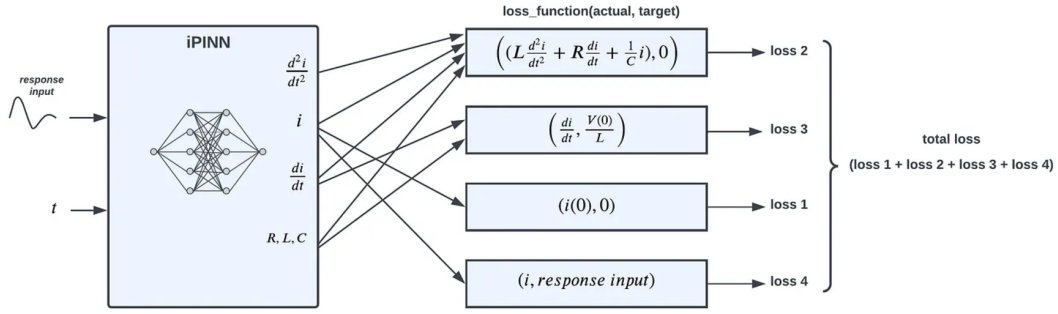 loss_function(actual, target)
iPINN
response
input
t
d²i/dt²
i
di/dt
R, L, C
((L d²i/dt² + R di/dt + 1/C i), 0)
loss 2
(di/dt, V(0)/L)
loss 3
(i(0), 0)
loss 1
(i, response input)
loss 4
total loss
(loss 1 + loss 2 + loss 3 + loss 4)